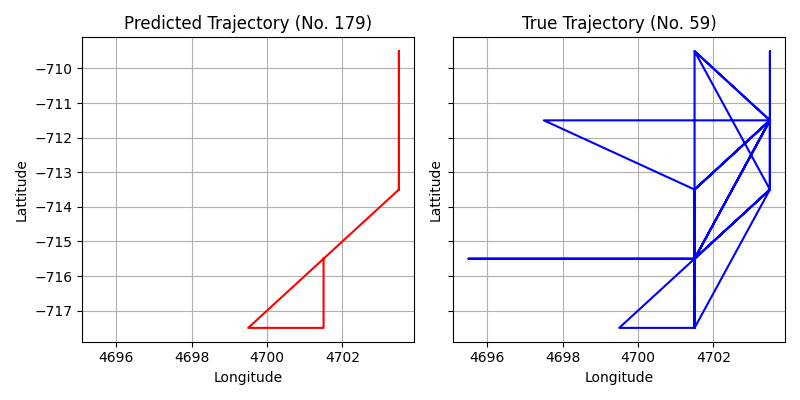 Predicted Trajectory (No. 179)
True Trajectory (No. 59)
Lattitude
−710
−711
−712
−713
−714
−715
−716
−717
4696 4698 4700 4702
Longitude
Lattitude
4696 4698 4700 4702
Longitude